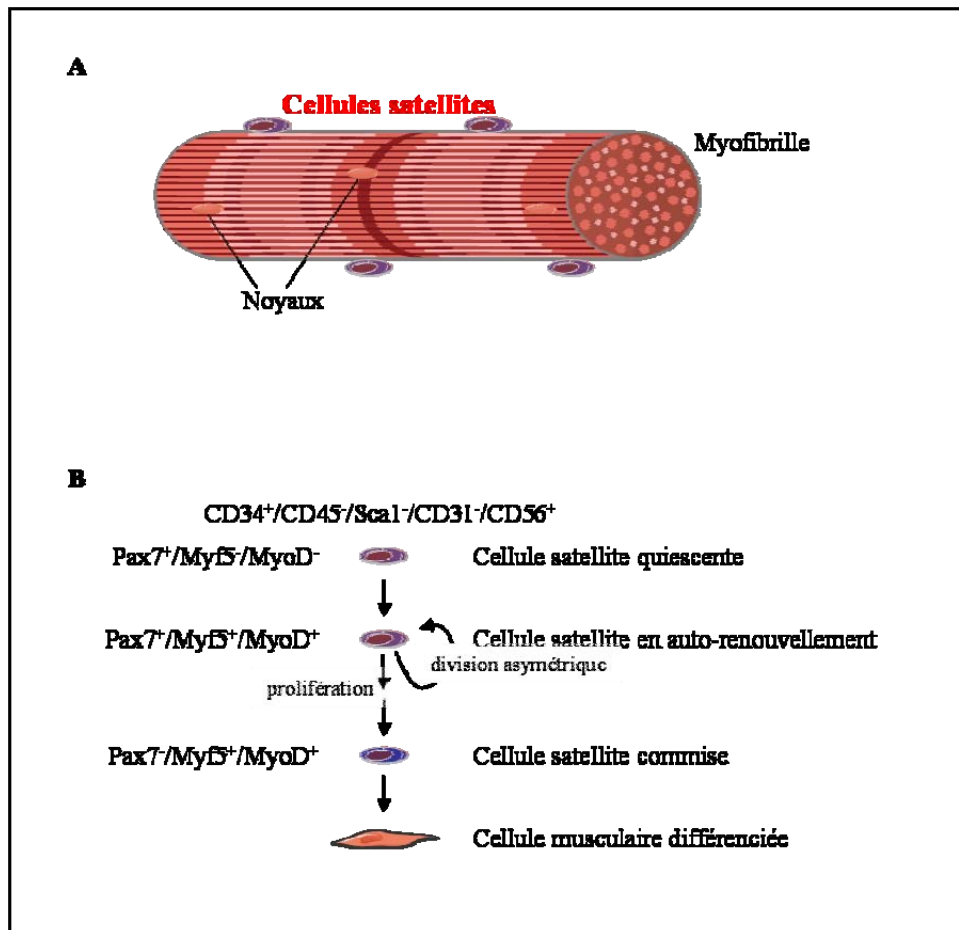 A
Cellules satellites
Myofibrille
Noyaux
B
CD34⁺/CD45⁻/Sca1⁻/CD31⁻/CD56⁺
Pax7⁺/Myf5⁻/MyoD⁻ Cellule satellite quiescente
Pax7⁺/Myf5⁺/MyoD⁺ Cellule satellite en auto-renouvellement
division asymétrique
prolifération
Pax7⁻/Myf5⁺/MyoD⁺ Cellule satellite commise
Cellule musculaire différenciée